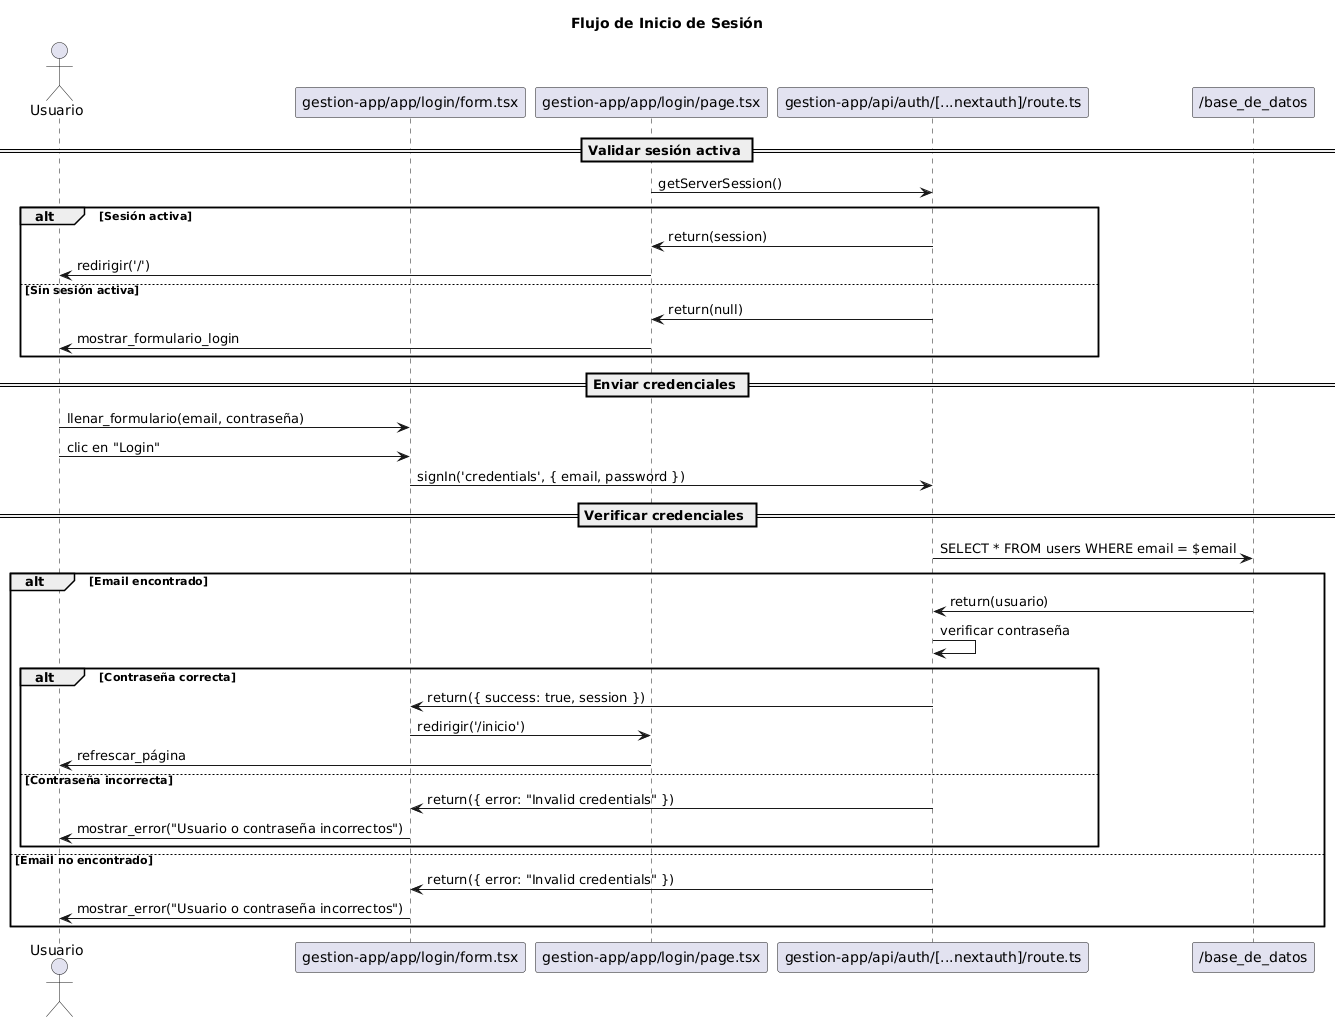 Flujo de Inicio de Sesión
Usuario
gestion-app/app/login/form.tsx
gestion-app/app/login/page.tsx
gestion-app/api/auth/[...nextauth]/route.ts
/base_de_datos
Validar sesión activa
getServerSession()
alt [Sesión activa]
return(session)
redirigir('/')
[Sin sesión activa]
return(null)
mostrar_formulario_login
Enviar credenciales
llenar_formulario(email, contraseña)
clic en "Login"
signIn('credentials', { email, password })
Verificar credenciales
SELECT * FROM users WHERE email = $email
alt [Email encontrado]
return(usuario)
verificar contraseña
alt [Contraseña correcta]
return({ success: true, session })
redirigir('/inicio')
refrescar_página
[Contraseña incorrecta]
return({ error: "Invalid credentials" })
mostrar_error("Usuario o contraseña incorrectos")
[Email no encontrado]
return({ error: "Invalid credentials" })
mostrar_error("Usuario o contraseña incorrectos")
Usuario
gestion-app/app/login/form.tsx
gestion-app/app/login/page.tsx
gestion-app/api/auth/[...nextauth]/route.ts
/base_de_datos